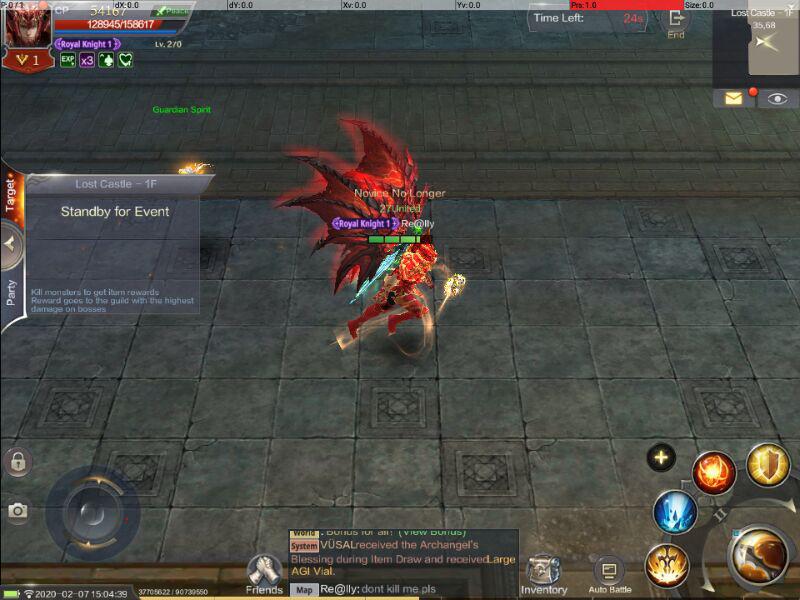 P: 0 / 1 dX: 0.0 dY: 0.0 Xv: 0.0 Yv: 0.0 Prs: 1.0 Size: 0.0
CP 54167 Peace
128945/158617
Royal Knight 1 Lv. 2/0
1 EXP x3
Time Left: 24s
End
Lost Castle - 1F
35,68
Guardian Spirit
Target
Party
Lost Castle - 1F
Standby for Event
Kill monsters to get item rewards
Reward goes to the guild with the highest
damage on bosses
Novice No Longer
27United
Royal Knight 1 Re@lly
World : Bonus for all! (View Bonus)
System VÜSALreceived the Archangel's
Blessing during Item Draw and receivedLarge
AGI Vial.
Map Re@lly: dont kill me pls
Friends
Inventory
Auto Battle
2020-02-07 15:04:39 37705622 / 90739550